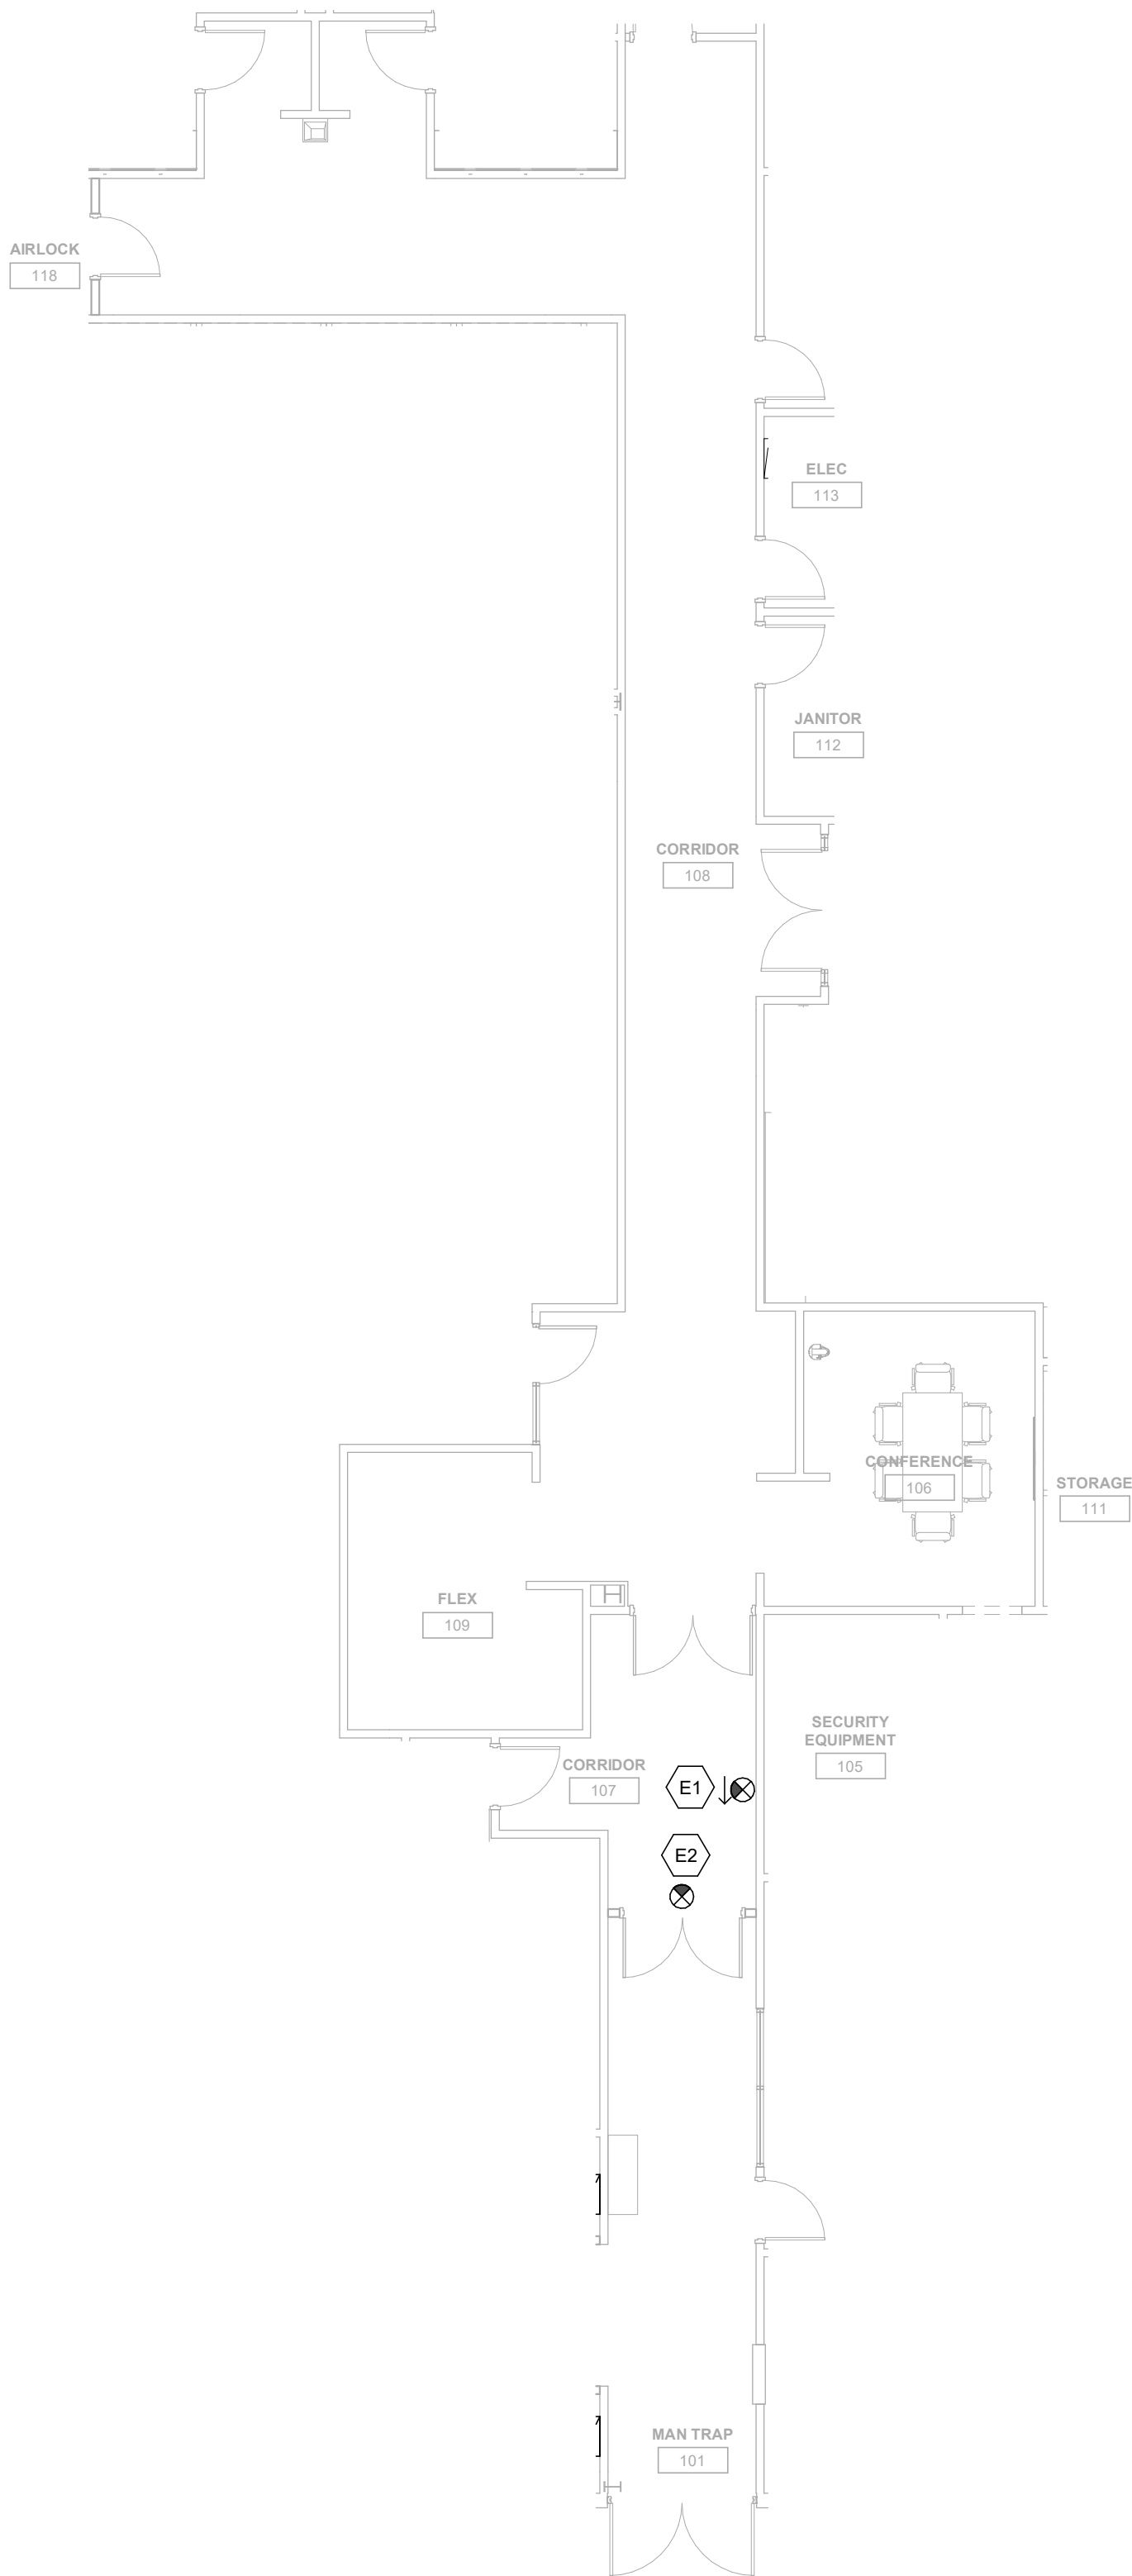 AIRLOCK
118
ELEC
113
JANITOR
112
CORRIDOR
108
CONFERENCE
106
STORAGE
111
FLEX
109
H
SECURITY
EQUIPMENT
105
CORRIDOR
107
E1
E2
MAN TRAP
101